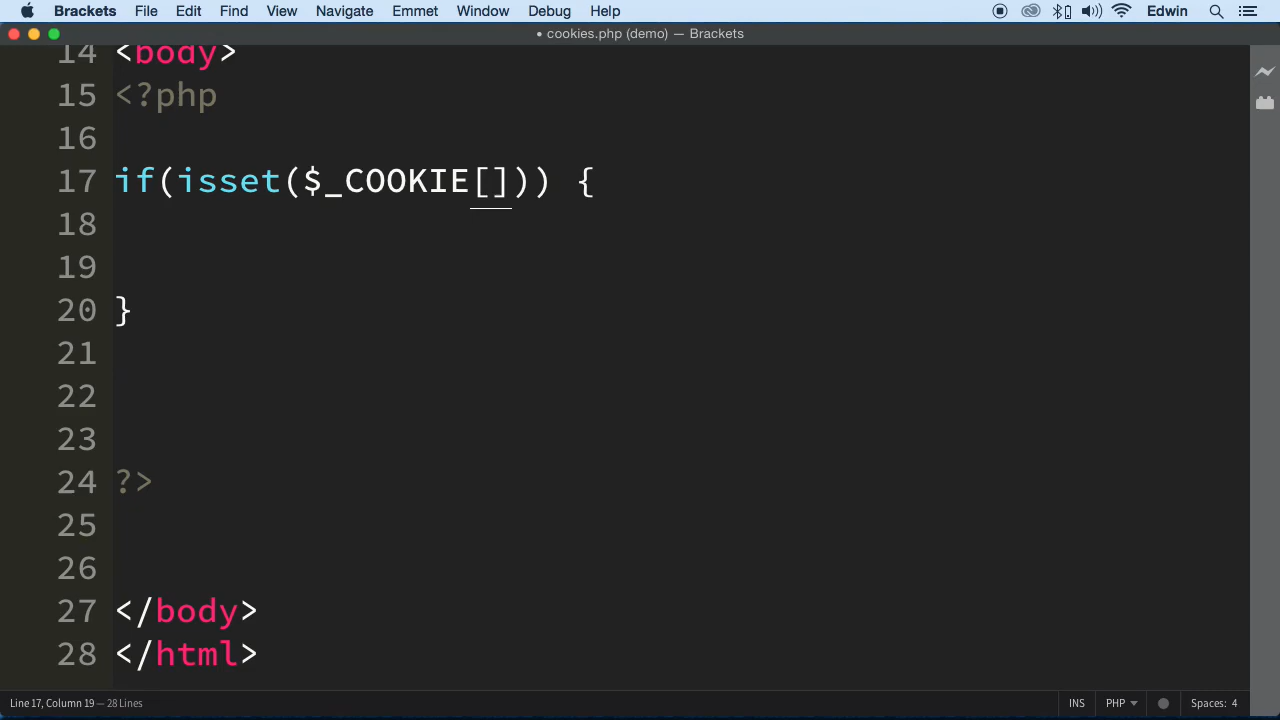 Brackets File Edit Find View Navigate Emmet Window Debug Help Edwin
• cookies.php (demo) — Brackets
14 <body>
15 <?php
16
17 if(isset($_COOKIE[])) {
18
19
20 }
21
22
23
24 ?>
25
26
27 </body>
28 </html>
Line 17, Column 19 — 28 Lines INS PHP Spaces: 4